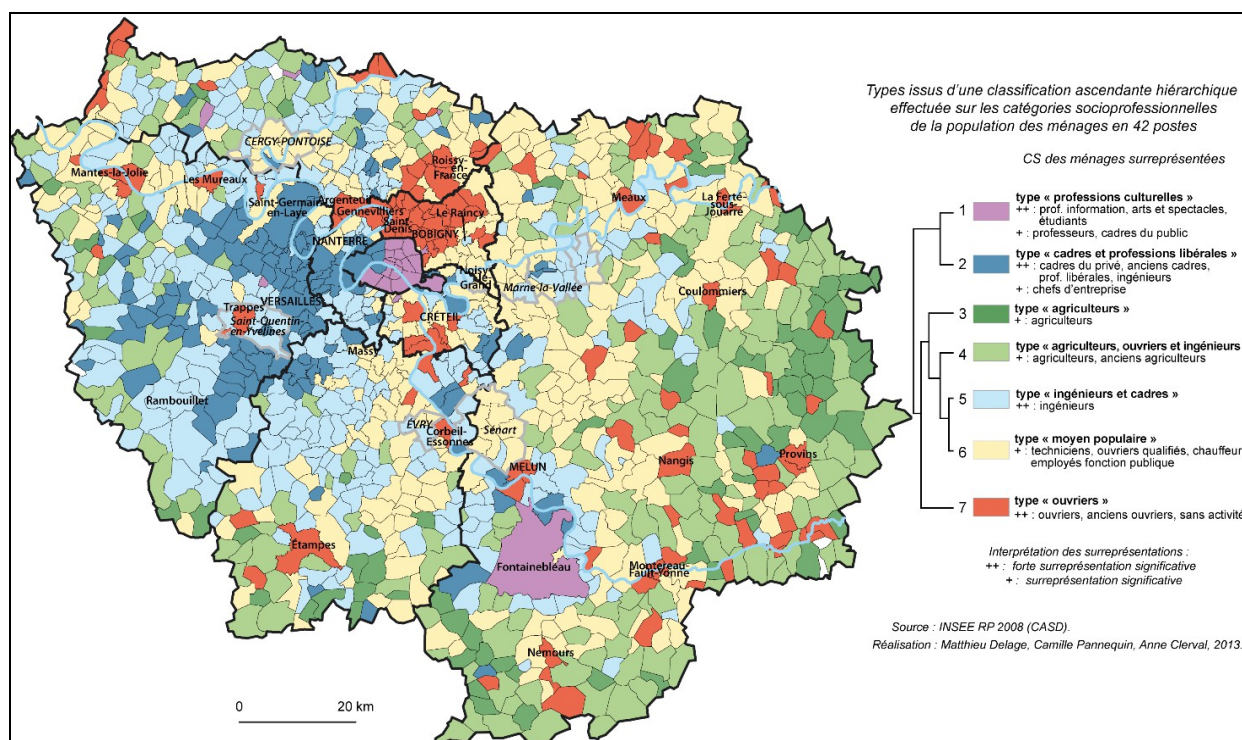 Types issus d'une classification ascendante hiérarchique
effectuée sur les catégories socioprofessionnelles
de la population des ménages en 42 postes
CS des ménages surreprésentées
1 type « professions culturelles »
++ : prof. information, arts et spectacles,
étudiants
+ : professeurs, cadres du public
2 type « cadres et professions libérales »
++ : cadres du privé, anciens cadres,
prof. libérales, ingénieurs
+ : chefs d'entreprise
3 type « agriculteurs »
+ : agriculteurs
4 type « agriculteurs, ouvriers et ingénieurs
+ : agriculteurs, anciens agriculteurs
5 type « ingénieurs et cadres »
++ : ingénieurs
6 type « moyen populaire »
+ : techniciens, ouvriers qualifiés, chauffeur
employés fonction publique
7 type « ouvriers »
++ : ouvriers, anciens ouvriers, sans activité
Interprétation des surreprésentations :
++ : forte surreprésentation significative
+ : surreprésentation significative
Source : INSEE RP 2008 (CASD).
Réalisation : Matthieu Delage, Camille Pannequin, Anne Clerval, 2013.
CERGY-PONTOISE
Mantes-la-Jolie
Les Mureaux
Roissy-
en-
France
Saint-Germain-
en-Laye
Argenteuil
Gennevilliers
Saint-
Denis
Le Raincy
BOBIGNY
NANTERRE
Meaux
La Ferté-
sous-
Jouarre
Noisy-
le-
Grand
Marne-la-Vallée
Coulommiers
VERSAILLES
Trappes
Saint-Quentin-
en-Yvelines
CRÉTEIL
Massy
Rambouillet
ÉVRY
Corbeil-
Essonnes
Sénart
MELUN
Nangis
Provins
Étampes
Fontainebleau
Montereau-
Fault-Yonne
Nemours
0 20 km